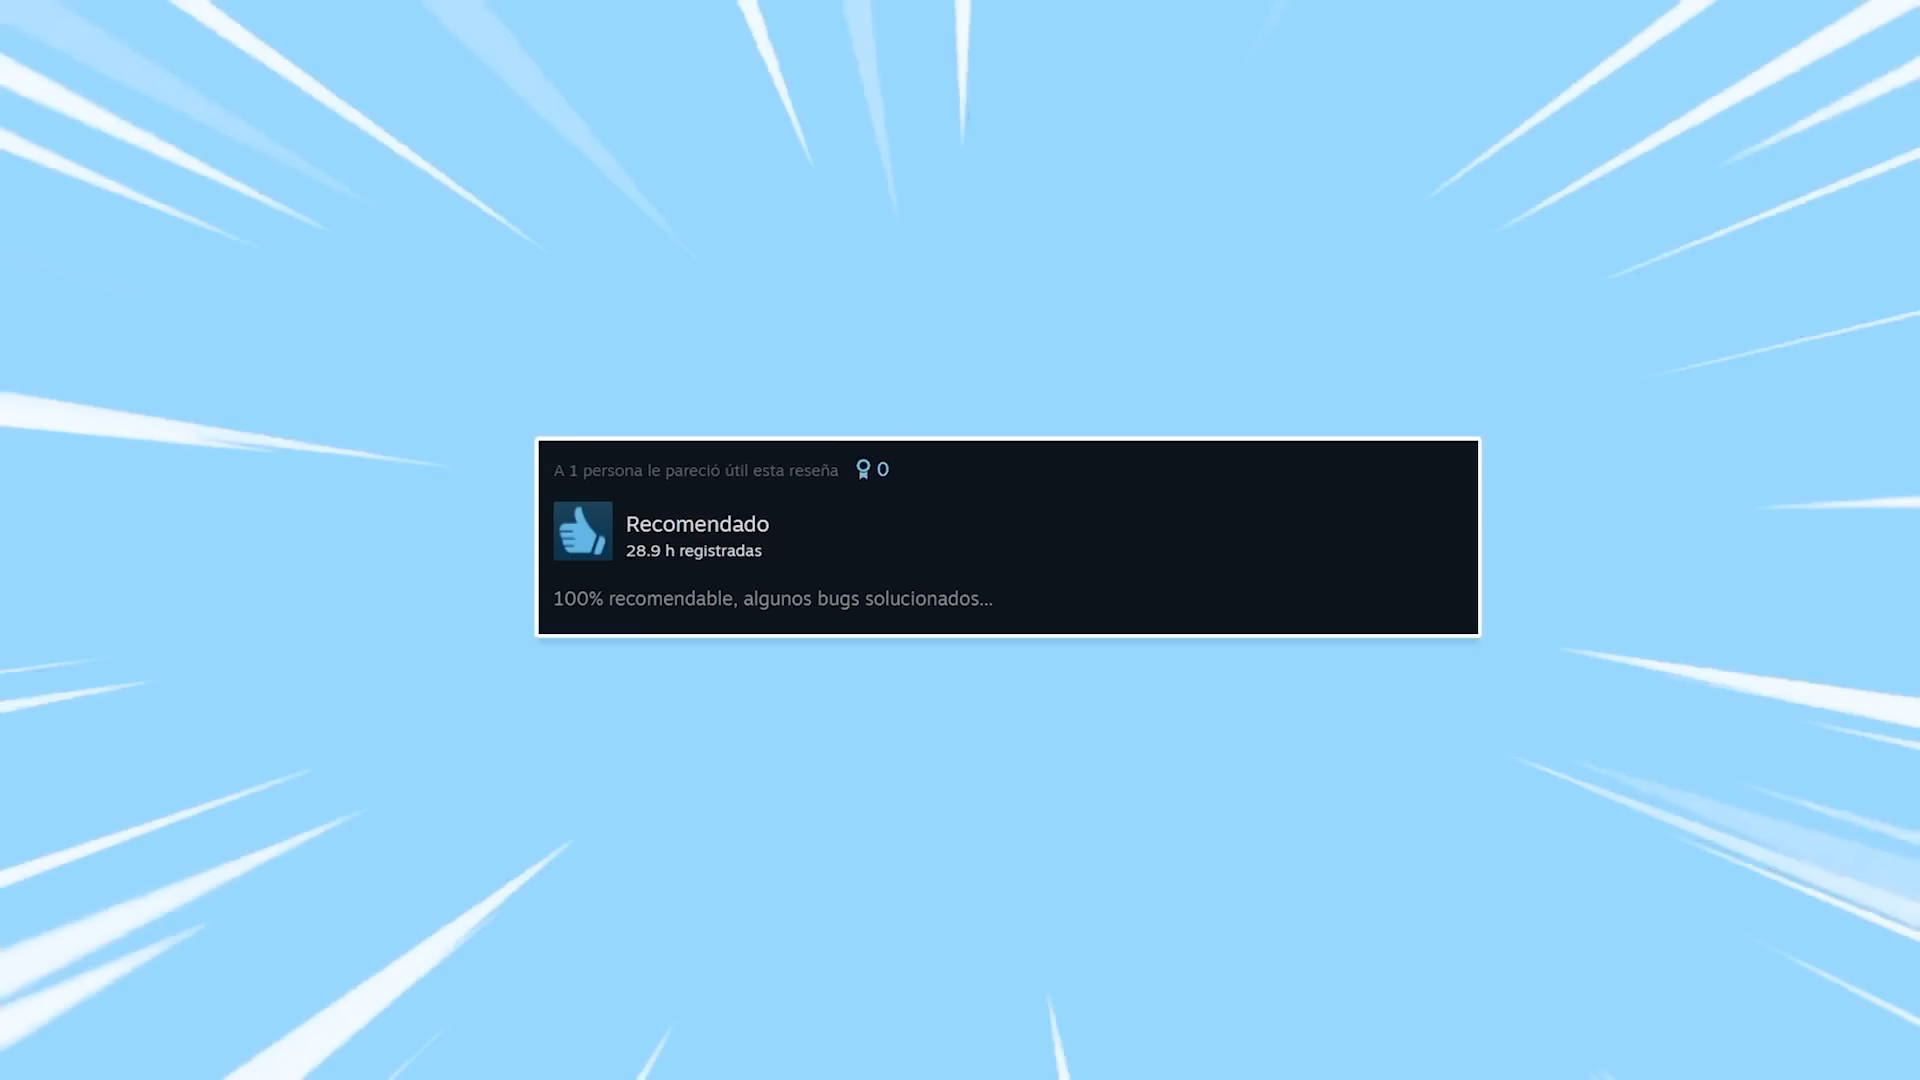 A 1 persona le pareció útil esta reseña 0
Recomendado
28.9 h registradas
100% recomendable, algunos bugs solucionados...